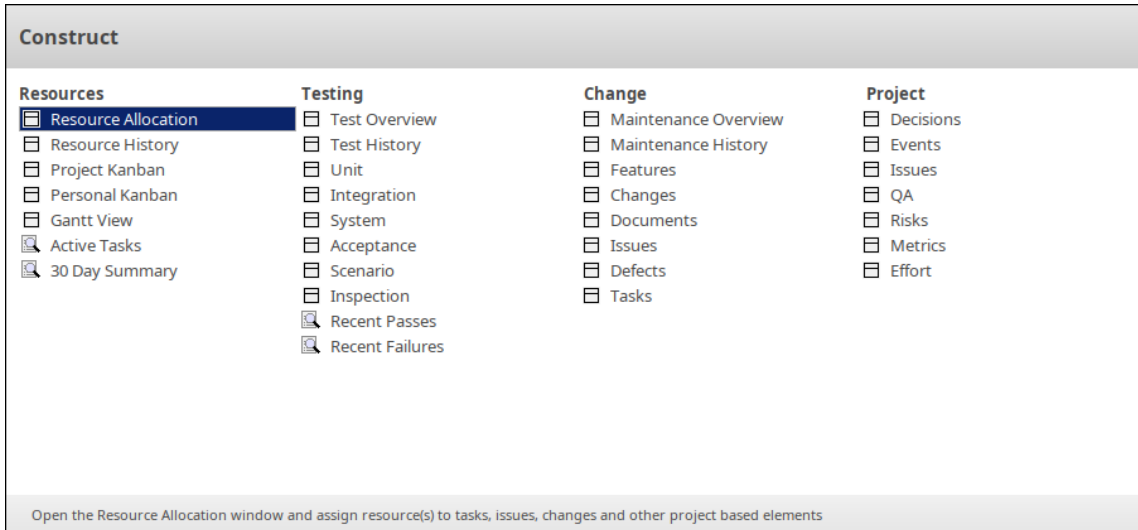 Construct
Resources
Resource Allocation
Resource History
Project Kanban
Personal Kanban
Gantt View
Active Tasks
30 Day Summary
Testing
Test Overview
Test History
Unit
Integration
System
Acceptance
Scenario
Inspection
Recent Passes
Recent Failures
Change
Maintenance Overview
Maintenance History
Features
Changes
Documents
Issues
Defects
Tasks
Project
Decisions
Events
Issues
QA
Risks
Metrics
Effort
Open the Resource Allocation window and assign resource(s) to tasks, issues, changes and other project based elements